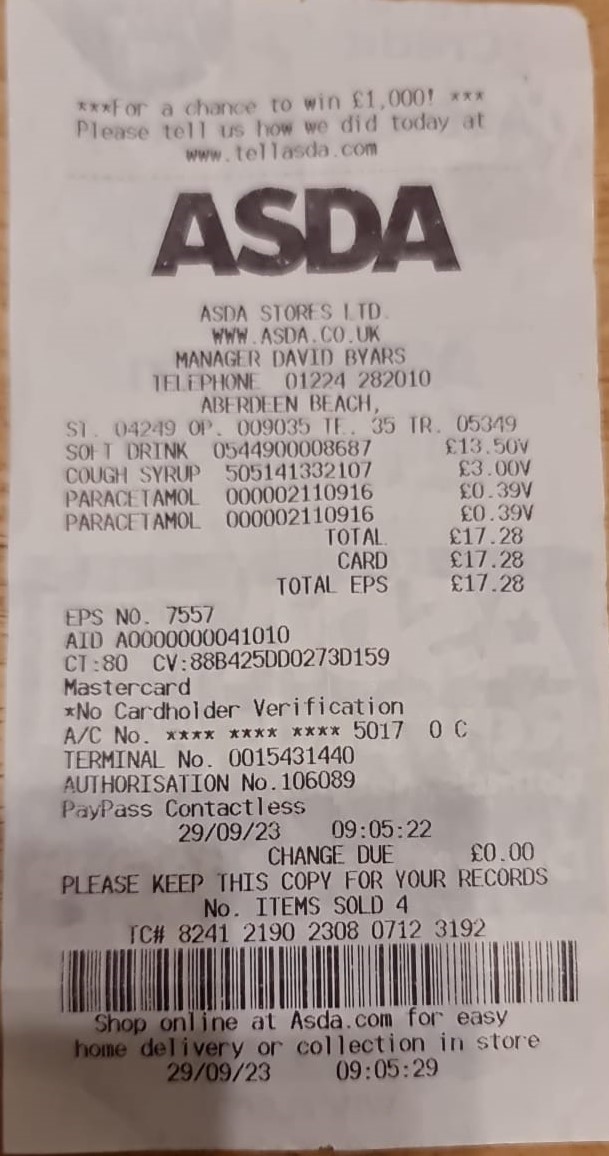 ***For a chance to win £1,000! ***
Please tell us how we did today at
www.tellasda.com
ASDA
ASDA STORES LTD.
WWW.ASDA.CO.UK
MANAGER DAVID BYARS
TELEPHONE 01224 282010
ABERDEEN BEACH,
ST. 04249 OP. 009035 TE. 35 TR. 05349
SOFT DRINK 0544900008687 £13.50V
COUGH SYRUP 505141332107 £3.00V
PARACETAMOL 000002110916 £0.39V
PARACETAMOL 000002110916 £0.39V
TOTAL £17.28
CARD £17.28
TOTAL EPS £17.28
EPS NO. 7557
AID A0000000041010
CT:80 CV:88B425DD0273D159
Mastercard
*No Cardholder Verification
A/C No. **** **** **** 5017 0 C
TERMINAL No. 0015431440
AUTHORISATION No.106089
PayPass Contactless
29/09/23 09:05:22
CHANGE DUE £0.00
PLEASE KEEP THIS COPY FOR YOUR RECORDS
No. ITEMS SOLD 4
TC# 8241 2190 2308 0712 3192
Shop online at Asda.com for easy
home delivery or collection in store
29/09/23 09:05:29